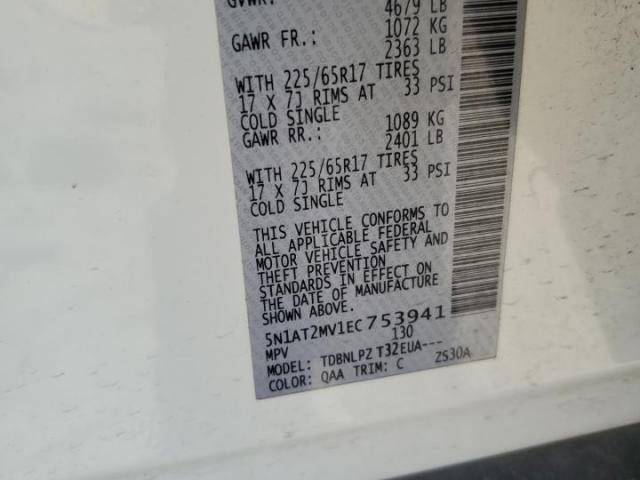 GVWR:
4679 LB
GAWR FR.: 1072 KG
2363 LB
WITH 225/65R17 TIRES
17 X 7J RIMS AT 33 PSI
COLD SINGLE
GAWR RR.: 1089 KG
2401 LB
WITH 225/65R17 TIRES
17 X 7J RIMS AT 33 PSI
COLD SINGLE
THIS VEHICLE CONFORMS TO
ALL APPLICABLE FEDERAL
MOTOR VEHICLE SAFETY AND
THEFT PREVENTION
STANDARDS IN EFFECT ON
THE DATE OF MANUFACTURE
SHOWN ABOVE.
5N1AT2MV1EC753941
MPV 130
MODEL: TDBNLPZ T32EUA---
COLOR: QAA TRIM: C ZS30A